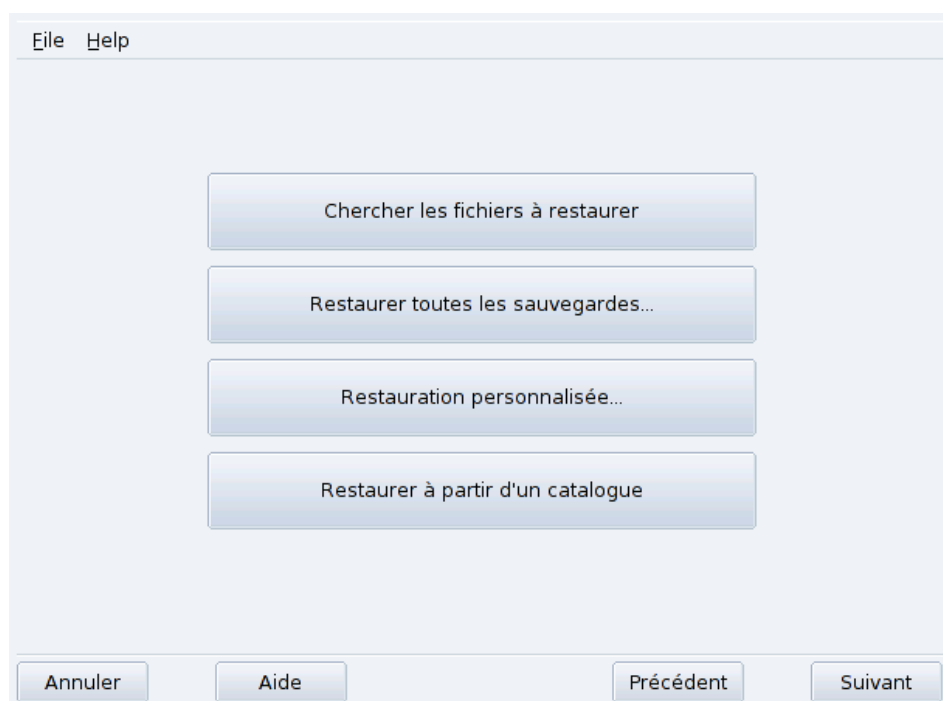 File Help
Chercher les fichiers à restaurer
Restaurer toutes les sauvegardes...
Restauration personnalisée...
Restaurer à partir d'un catalogue
Annuler Aide Précédent Suivant